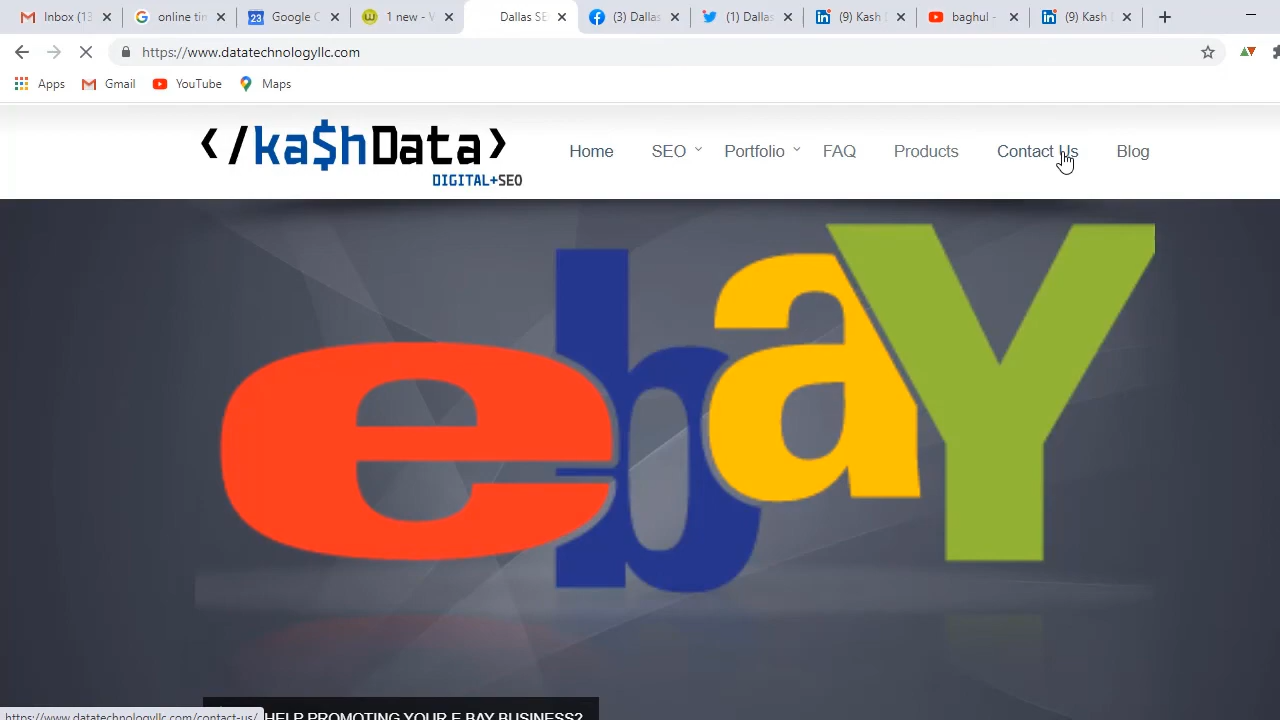 Inbox (13
online tin
Google C
1 new - V
Dallas SE
(3) Dallas
(1) Dallas
(9) Kash D
baghul -
(9) Kash
https://www.datatechnologyllc.com
Apps Gmail YouTube Maps
</ka$hData>
DIGITAL+SEO
Home SEO Portfolio FAQ Products Contact Us Blog
ebaY
HELP PROMOTING YOUR E BAY BUSINESS?
https://www.datatechnologyllc.com/contact-us/